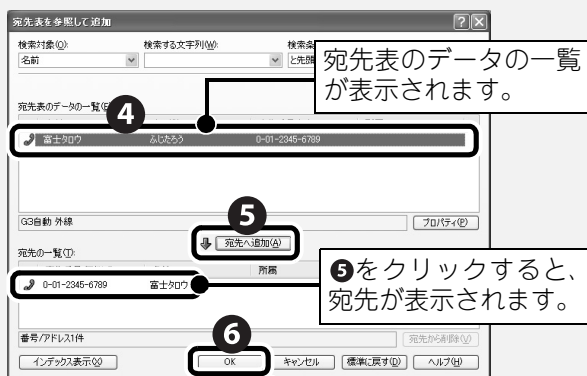 宛先表を参照して追加
検索対象(O):
検索する文字列(W):
検索条
名前
と先頭
宛先表のデータの一覧
が表示されます。
宛先表のデータの一覧(E)
4
富士タロウ ふじたろう 0-01-2345-6789
G3自動 外線
プロパティ(P)
5
宛先へ追加(A)
宛先の一覧(T):
所属
0-01-2345-6789 富士タロウ
❺をクリックすると、
宛先が表示されます。
番号/アドレス1件
宛先から削除(V)
6
インデックス表示(X)
OK
キャンセル
標準に戻す(D)
ヘルプ(H)